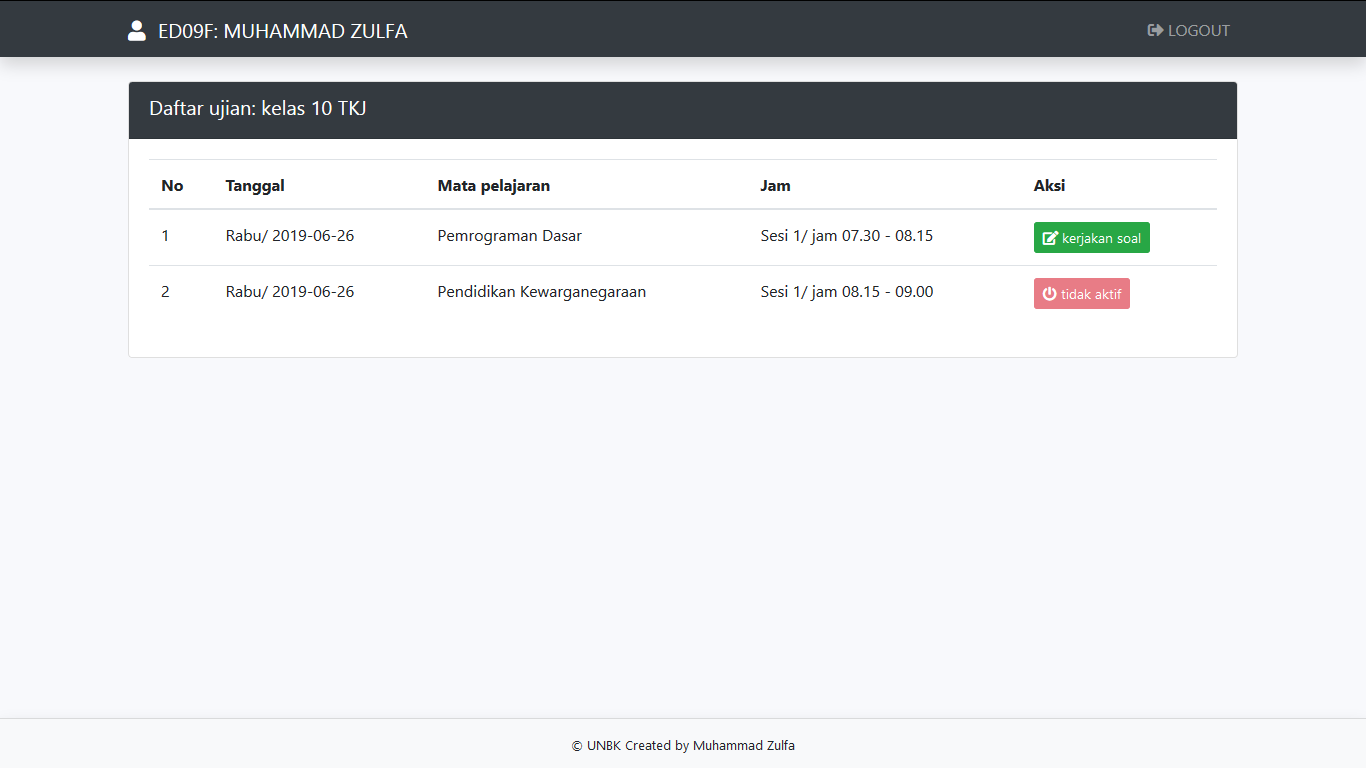 ED09F: MUHAMMAD ZULFA LOGOUT
Daftar ujian: kelas 10 TKJ
No Tanggal Mata pelajaran Jam Aksi
1 Rabu/ 2019-06-26 Pemrograman Dasar Sesi 1/ jam 07.30 - 08.15 kerjakan soal
2 Rabu/ 2019-06-26 Pendidikan Kewarganegaraan Sesi 1/ jam 08.15 - 09.00 tidak aktif
© UNBK Created by Muhammad Zulfa